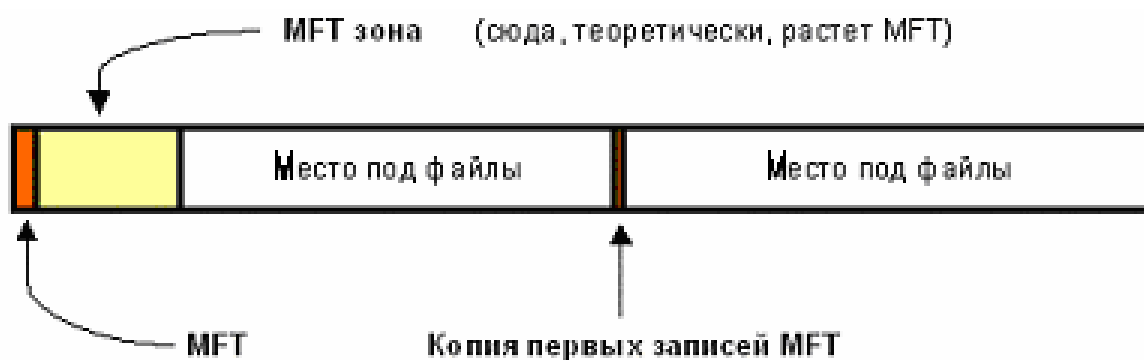 MFT зона (сюда, теоретически, растет MFT)
Место под файлы
Место под файлы
MFT
Копия первых записей MFT